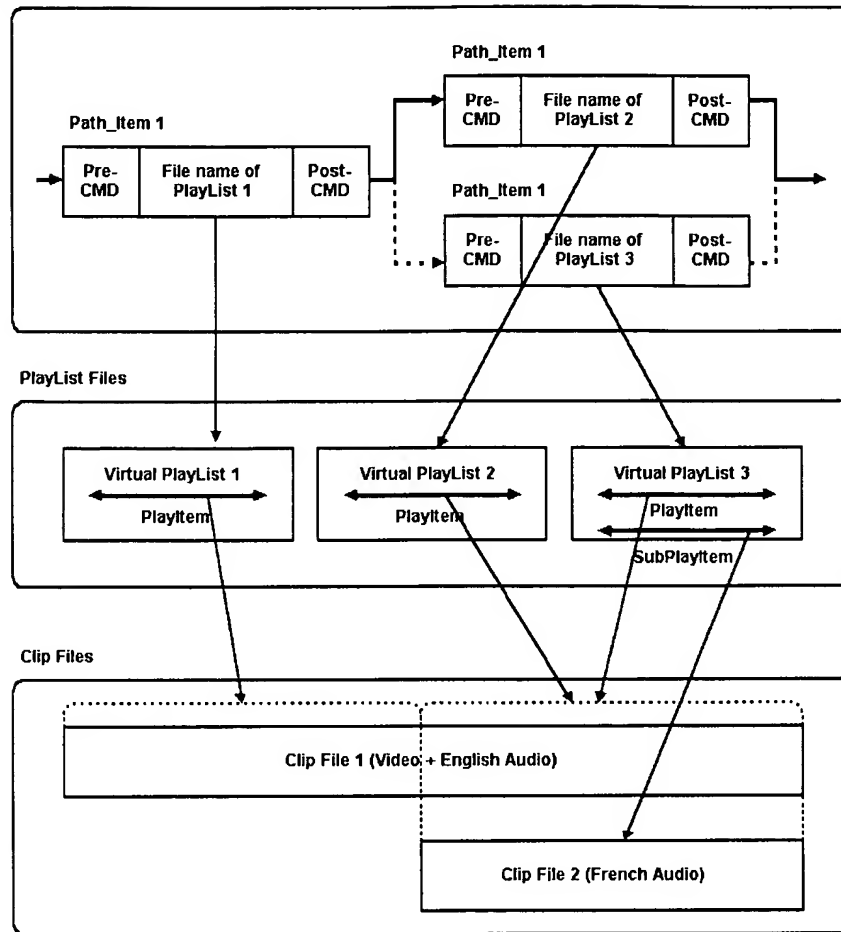 Path_Item 1
Pre-
CMD
File name of
PlayList 2
Post-
CMD
Path_Item 1
Pre-
CMD
File name of
PlayList 1
Post-
CMD
Path_Item 1
Pre-
CMD
File name of
PlayList 3
Post-
CMD
PlayList Files
Virtual PlayList 1
PlayItem
Virtual PlayList 2
PlayItem
Virtual PlayList 3
PlayItem
SubPlayItem
Clip Files
Clip File 1 (Video + English Audio)
Clip File 2 (French Audio)